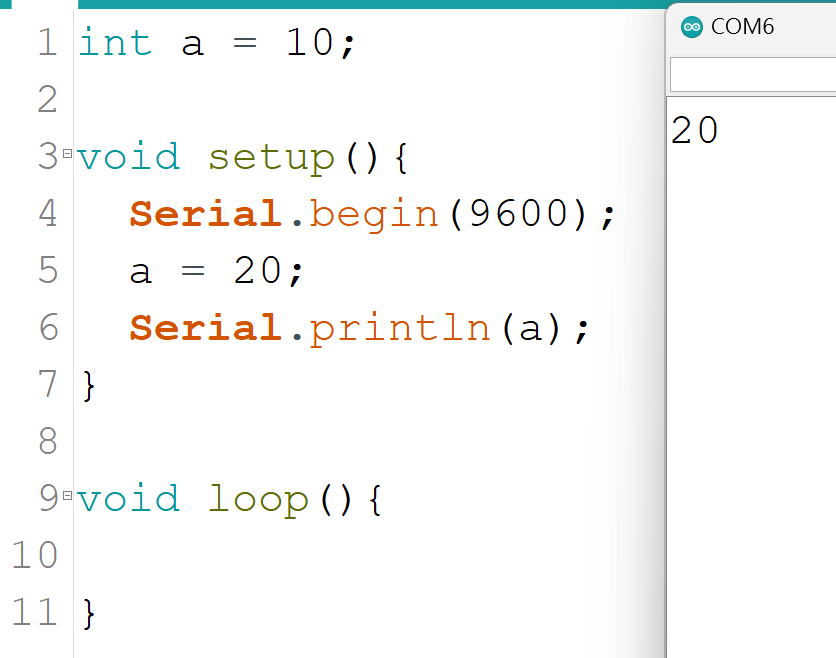 1 int a = 10;
2
3 void setup(){
4   Serial.begin(9600);
5   a = 20;
6   Serial.println(a);
7 }
8
9 void loop(){
10
11 }
COM6
20